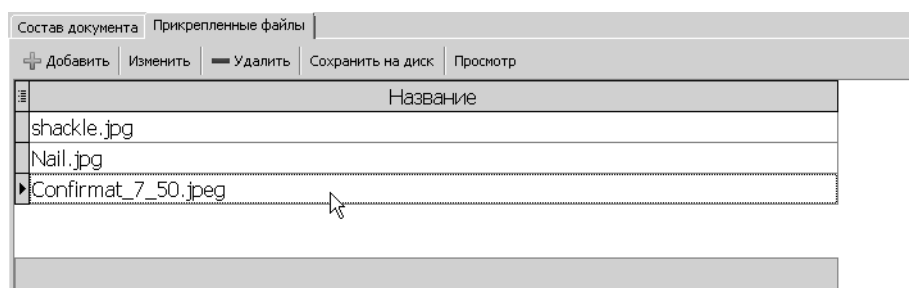 Состав документа Прикрепленные файлы
Добавить Изменить Удалить Сохранить на диск Просмотр
Название
shackle.jpg
Nail.jpg
Confirmat_7_50.jpeg